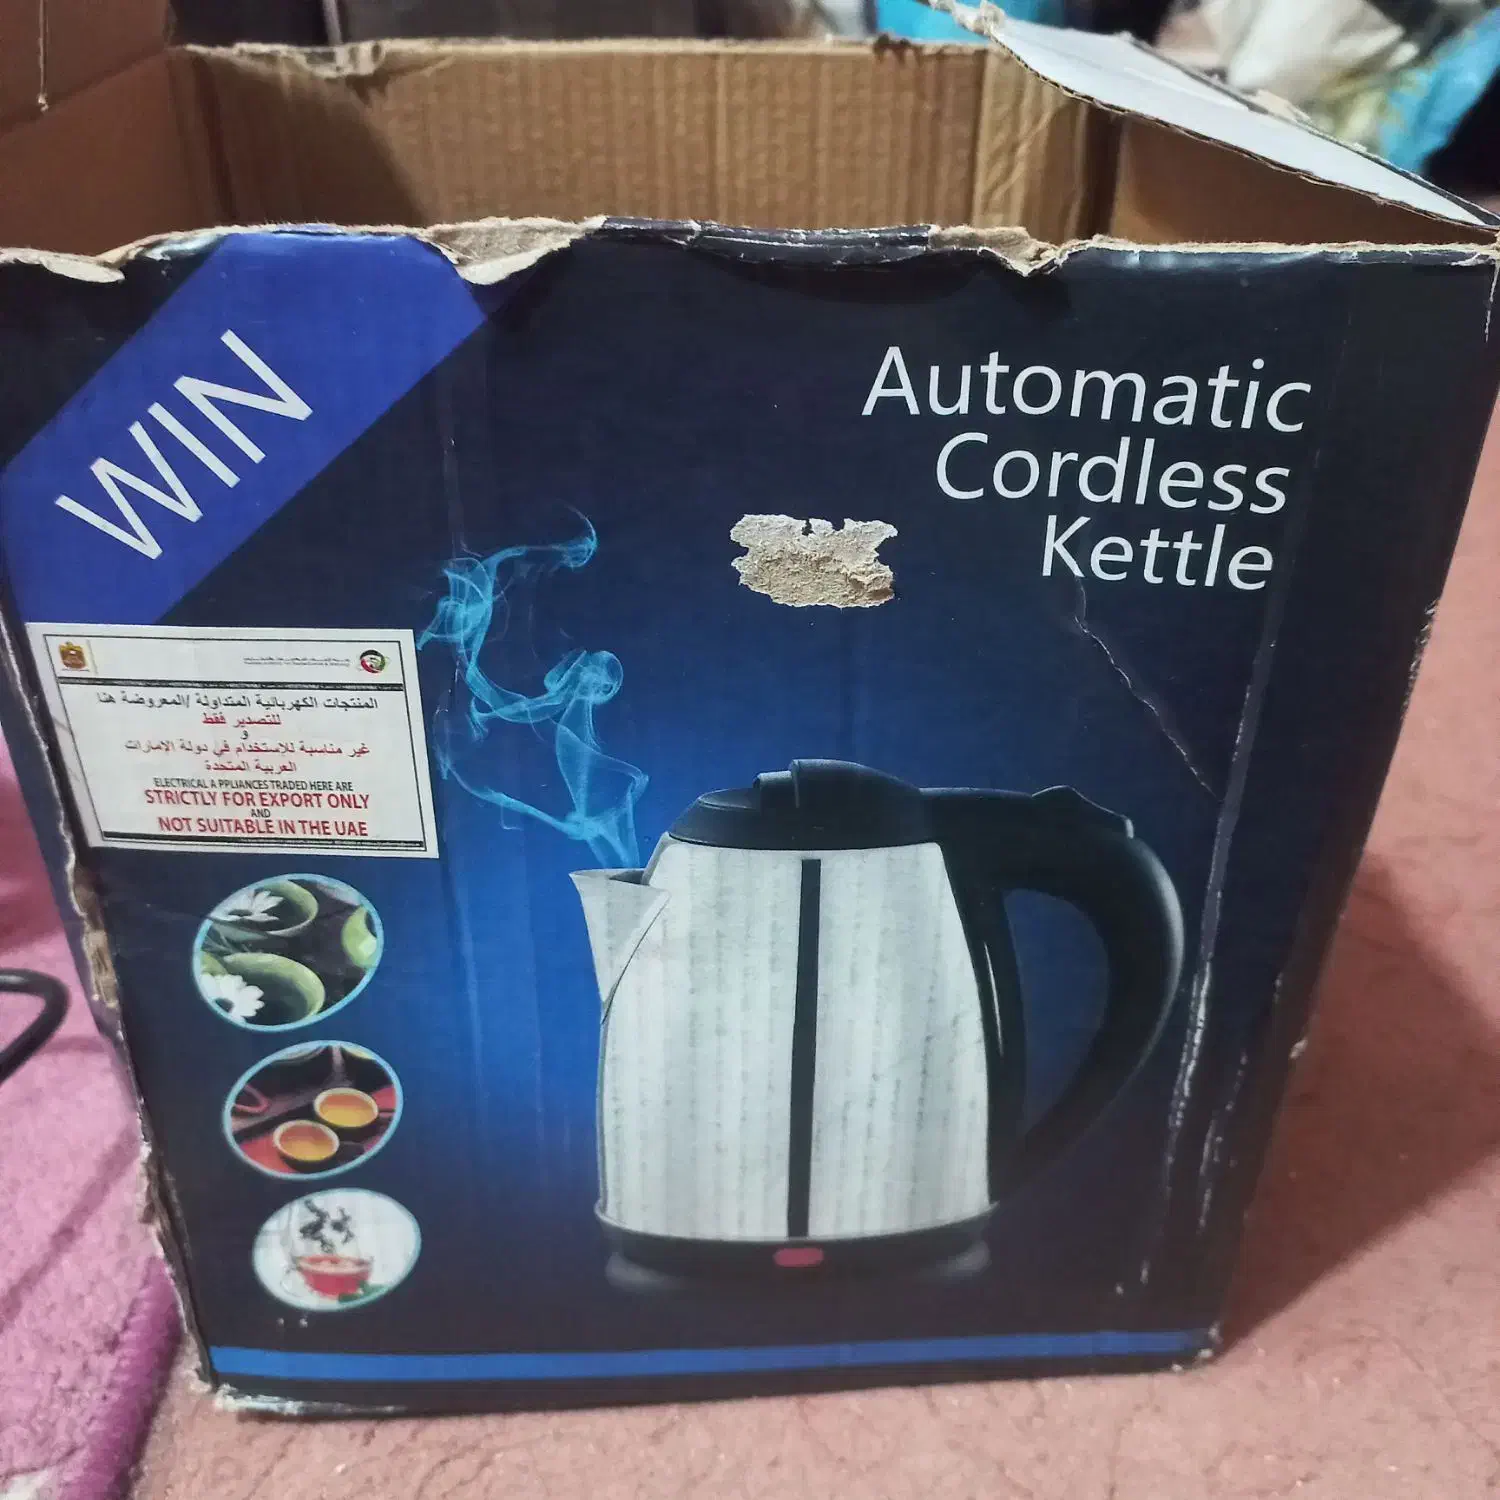 WIN
Automatic
Cordless
Kettle
المنتجات الكهربائية المتداولة /المعروضة هنا
للتصدير فقط
و
غير مناسبة للاستخدام في دولة الامارات
العربية المتحدة
ELECTRICAL A PPLIANCES TRADED HERE ARE
STRICTLY FOR EXPORT ONLY
AND
NOT SUITABLE IN THE UAE